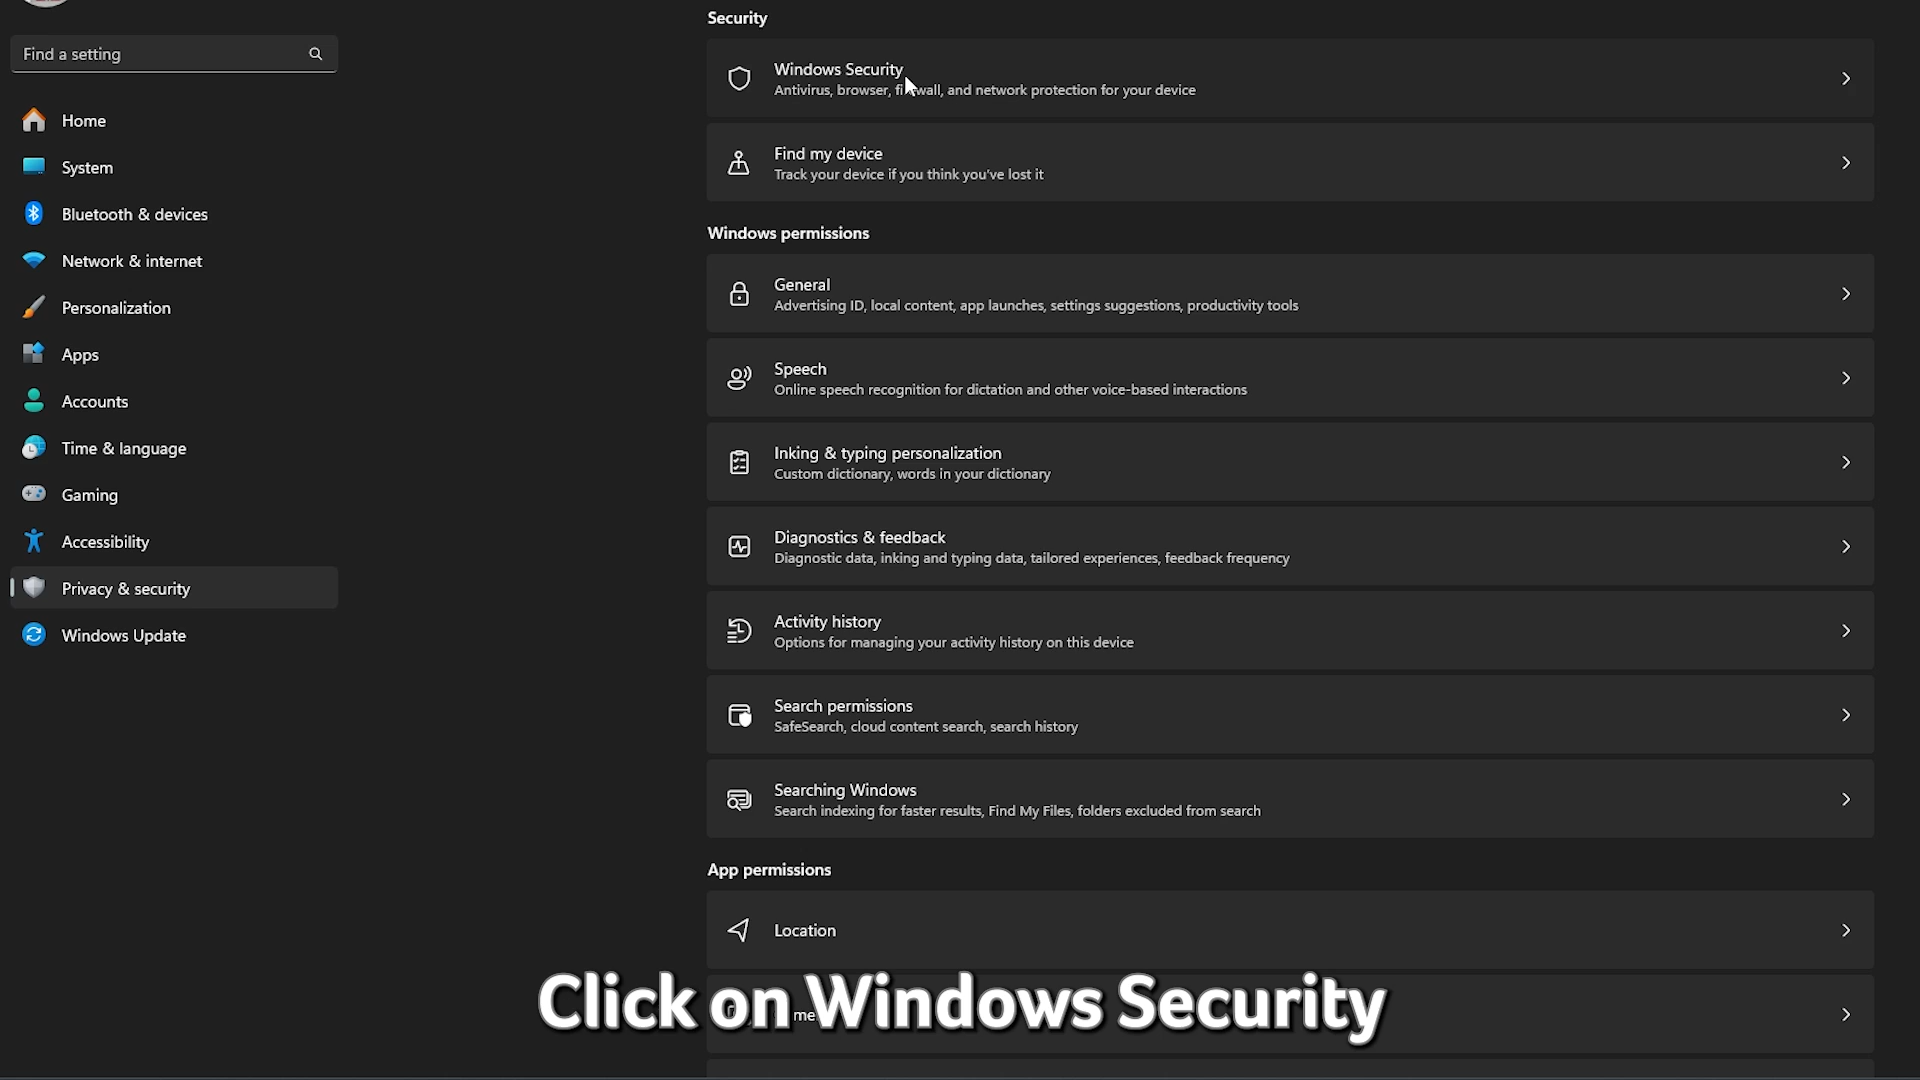 Find a setting
Home
System
Bluetooth & devices
Network & internet
Personalization
Apps
Accounts
Time & language
Gaming
Accessibility
Privacy & security
Windows Update
Security
Windows Security
Antivirus, browser, firewall, and network protection for your device
Find my device
Track your device if you think you've lost it
Windows permissions
General
Advertising ID, local content, app launches, settings suggestions, productivity tools
Speech
Online speech recognition for dictation and other voice-based interactions
Inking & typing personalization
Custom dictionary, words in your dictionary
Diagnostics & feedback
Diagnostic data, inking and typing data, tailored experiences, feedback frequency
Activity history
Options for managing your activity history on this device
Search permissions
SafeSearch, cloud content search, search history
Searching Windows
Search indexing for faster results, Find My Files, folders excluded from search
App permissions
Location
Click on Windows Security